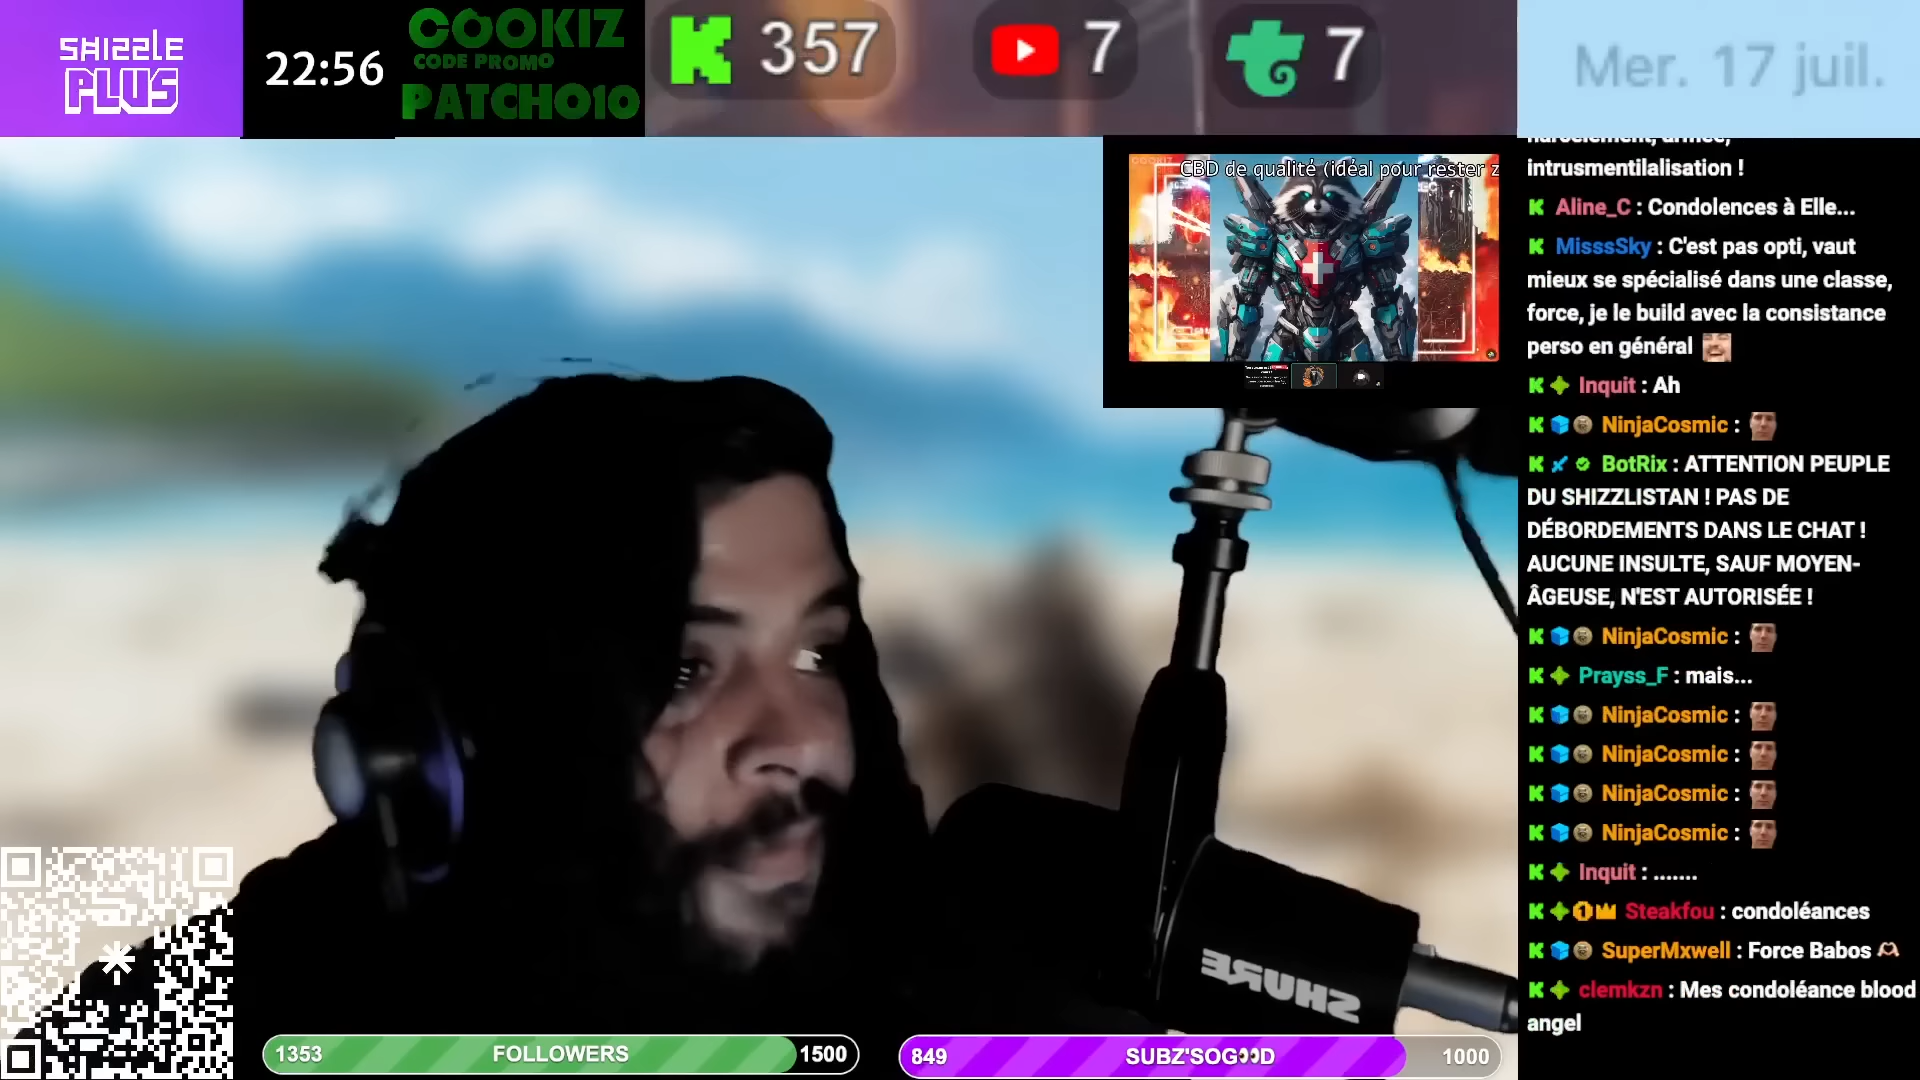 SHIZZLE
PLUS
22:56
COOKIZ
CODE PROMO
PATCHO10
357
7
7
Mer. 17 juil.
CBD de qualité (idéal pour rester z
intrusmentilalisation !
Aline_C : Condolences à Elle...
MisssSky : C'est pas opti, vaut
mieux se spécialisé dans une classe,
force, je le build avec la consistance
perso en général
Inquit : Ah
NinjaCosmic :
BotRix : ATTENTION PEUPLE
DU SHIZZLISTAN ! PAS DE
DÉBORDEMENTS DANS LE CHAT !
AUCUNE INSULTE, SAUF MOYEN-
ÂGEUSE, N'EST AUTORISÉE !
NinjaCosmic :
Prayss_F : mais...
NinjaCosmic :
NinjaCosmic :
NinjaCosmic :
NinjaCosmic :
Inquit : .......
Steakfou : condoléances
SuperMxwell : Force Babos
clemkzn : Mes condoléance blood
angel
SHURE
1353 FOLLOWERS 1500
849 SUBZ'SOG👀D 1000